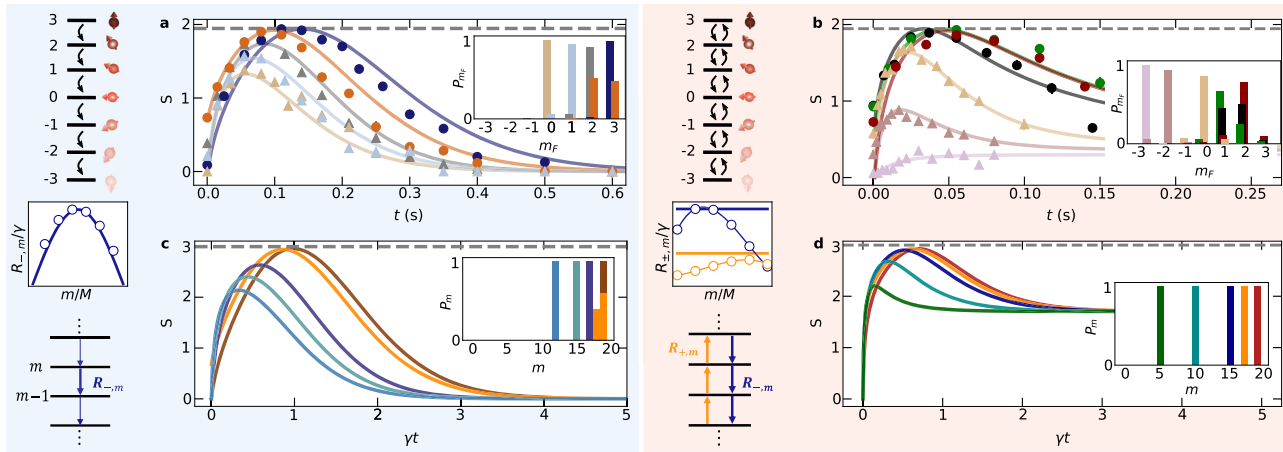 3
2
1
0
-1
-2
-3
a
S
2
1
0
0.0 0.1 0.2 0.3 0.4 0.5 0.6
t (s)
P_{m_F}
1
0
-3 -2 -1 0 1 2 3
m_F
R_{-,m}/γ
m/M
⋮
m
m−1
R_{-,m}
⋮
c
S
3
2
1
0
0 1 2 3 4 5
γt
P_m
1
0
0 5 10 15 20
m
3
2
1
0
-1
-2
-3
b
S
2
1
0
0.00 0.05 0.10 0.15 0.20 0.25
t (s)
P_{m_F}
1
0
-3 -2 -1 0 1 2 3
m_F
R_{±,m}/γ
m/M
⋮
R_{+,m}
R_{-,m}
⋮
d
S
3
2
1
0
0 1 2 3 4 5
γt
P_m
1
0
0 5 10 15 20
m